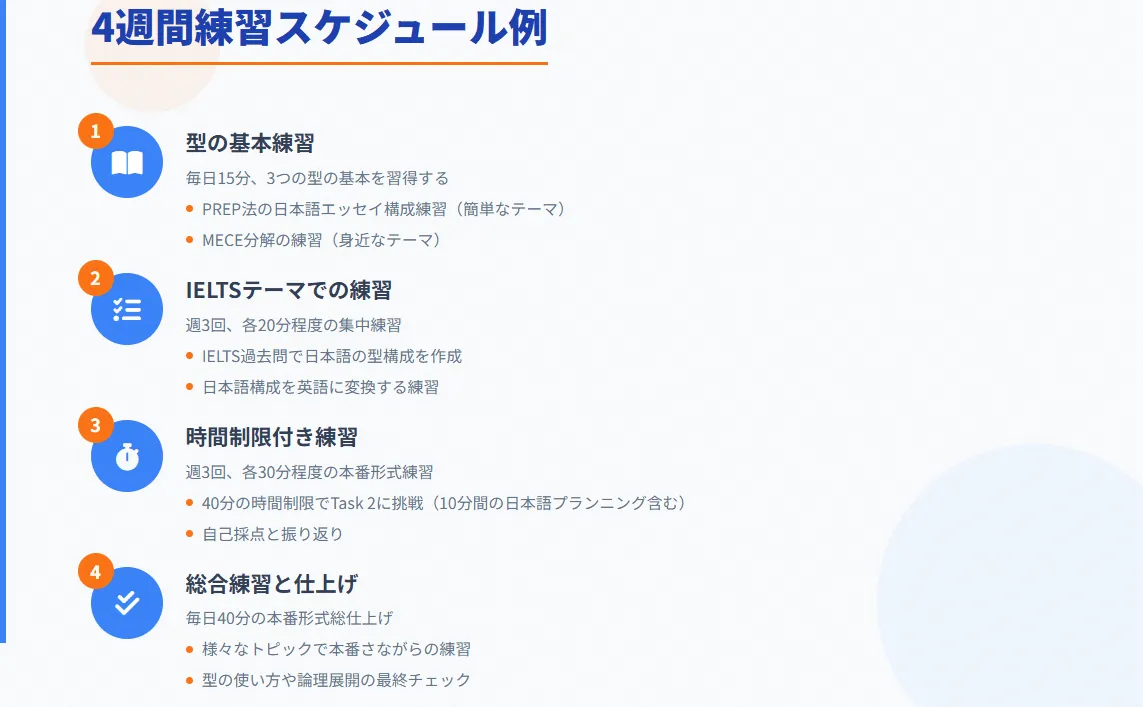 4週間練習スケジュール例
1
型の基本練習
毎日15分、3つの型の基本を習得する
PREP法の日本語エッセイ構成練習（簡単なテーマ）
MECE分解の練習（身近なテーマ）
2
IELTSテーマでの練習
週3回、各20分程度の集中練習
IELTS過去問で日本語の型構成を作成
日本語構成を英語に変換する練習
3
時間制限付き練習
週3回、各30分程度の本番形式練習
40分の時間制限でTask 2に挑戦（10分間の日本語プランニング含む）
自己採点と振り返り
4
総合練習と仕上げ
毎日40分の本番形式総仕上げ
様々なトピックで本番さながらの練習
型の使い方や論理展開の最終チェック